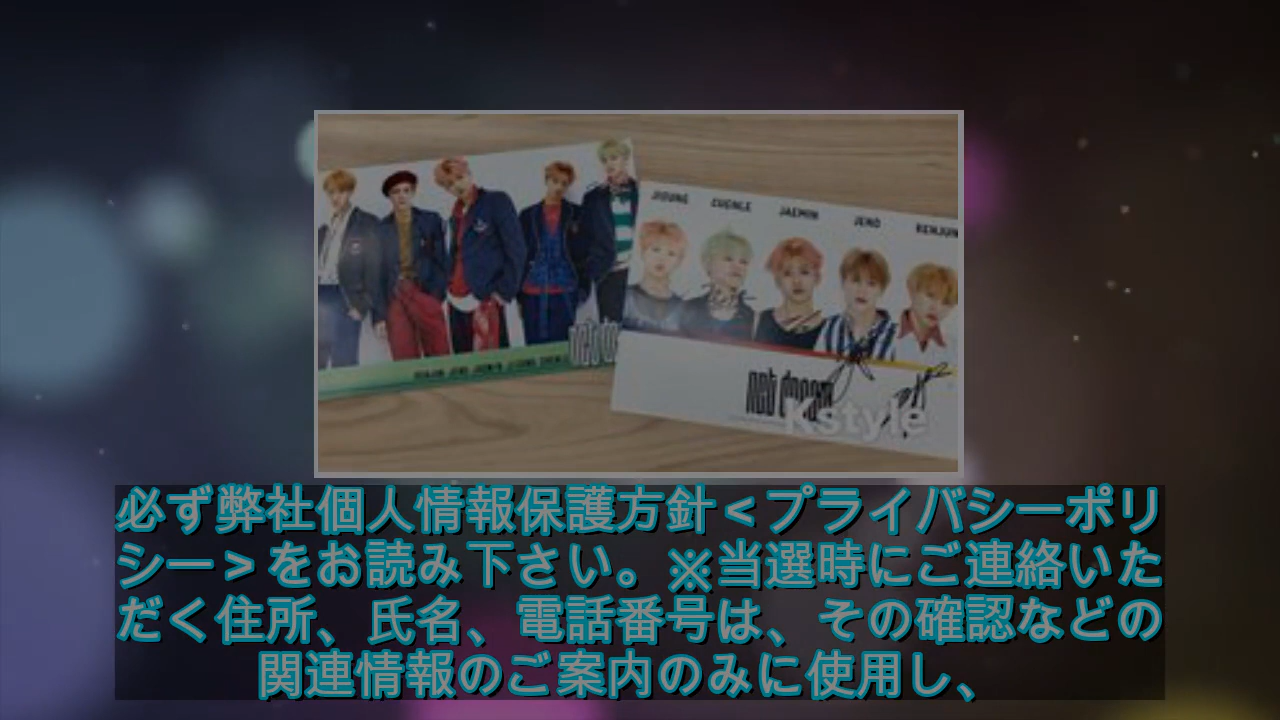 JISUNG CHENLE JAEMIN JENO RENJUN
nct dream
Kstyle
必ず弊社個人情報保護方針＜プライバシーポリ
シー＞をお読み下さい。※当選時にご連絡いた
だく住所、氏名、電話番号は、その確認などの
関連情報のご案内のみに使用し、